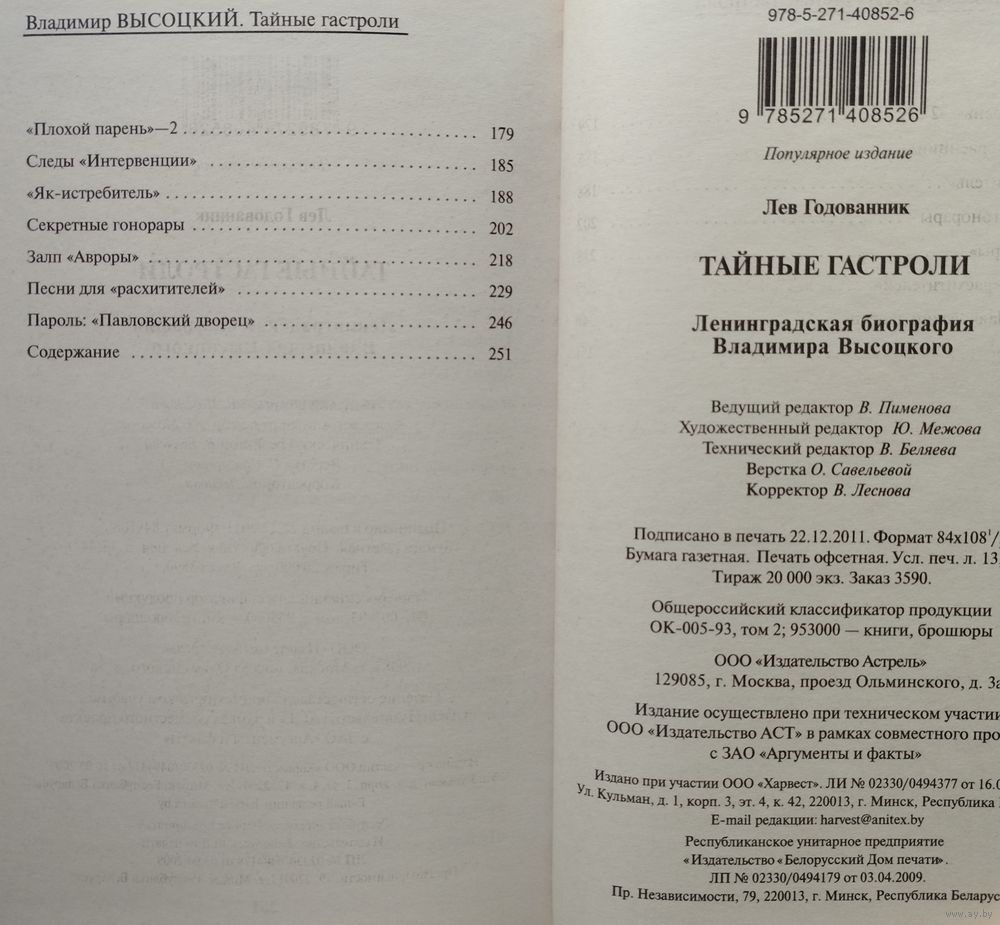 Владимир ВЫСОЦКИЙ. Тайные гастроли
«Плохой парень»—2 . . . . . . . . . . . . . . . . . . . . . . . . . . . . 179
Следы «Интервенции» . . . . . . . . . . . . . . . . . . . . . . . . . . 185
«Як-истребитель» . . . . . . . . . . . . . . . . . . . . . . . . . . . . . . 188
Секретные гонорары . . . . . . . . . . . . . . . . . . . . . . . . . . . . 202
Залп «Авроры» . . . . . . . . . . . . . . . . . . . . . . . . . . . . . . . . 218
Песни для «расхитителей» . . . . . . . . . . . . . . . . . . . . . . . 229
Пароль: «Павловский дворец» . . . . . . . . . . . . . . . . . . . . 246
Содержание . . . . . . . . . . . . . . . . . . . . . . . . . . . . . . . . . . 251
978-5-271-40852-6
9 785271 408526
Популярное издание
Лев Годованник
ТАЙНЫЕ ГАСТРОЛИ
Ленинградская биография
Владимира Высоцкого
Ведущий редактор В. Пименова
Художественный редактор Ю. Межова
Технический редактор В. Беляева
Верстка О. Савельевой
Корректор В. Леснова
Подписано в печать 22.12.2011. Формат 84х108¹/
Бумага газетная. Печать офсетная. Усл. печ. л. 13
Тираж 20 000 экз. Заказ 3590.
Общероссийский классификатор продукции
ОК-005-93, том 2; 953000 — книги, брошюры
ООО «Издательство Астрель»
129085, г. Москва, проезд Ольминского, д. 3а
Издание осуществлено при техническом участии
ООО «Издательство АСТ» в рамках совместного про
с ЗАО «Аргументы и факты»
Издано при участии ООО «Харвест». ЛИ № 02330/0494377 от 16.0
Ул. Кульман, д. 1, корп. 3, эт. 4, к. 42, 220013, г. Минск, Республика
E-mail редакции: harvest@anitex.by
Республиканское унитарное предприятие
«Издательство «Белорусский Дом печати».
ЛП № 02330/0494179 от 03.04.2009.
Пр. Независимости, 79, 220013, г. Минск, Республика Беларус
www.ay.by